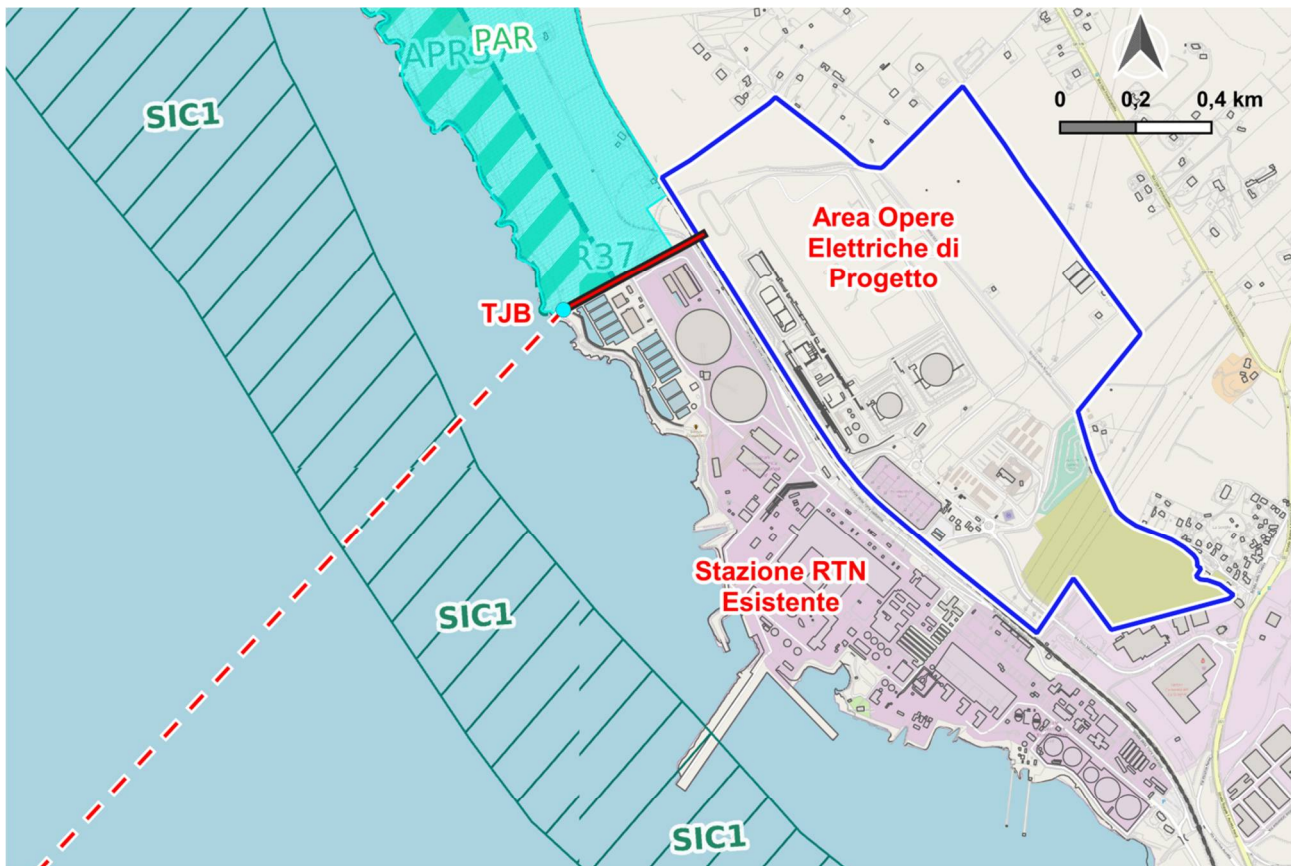 PAR
APR37
SIC1
0 0,2 0,4 km
Area Opere
Elettriche di
Progetto
R37
TJB
Stazione RTN
Esistente
SIC1
SIC1